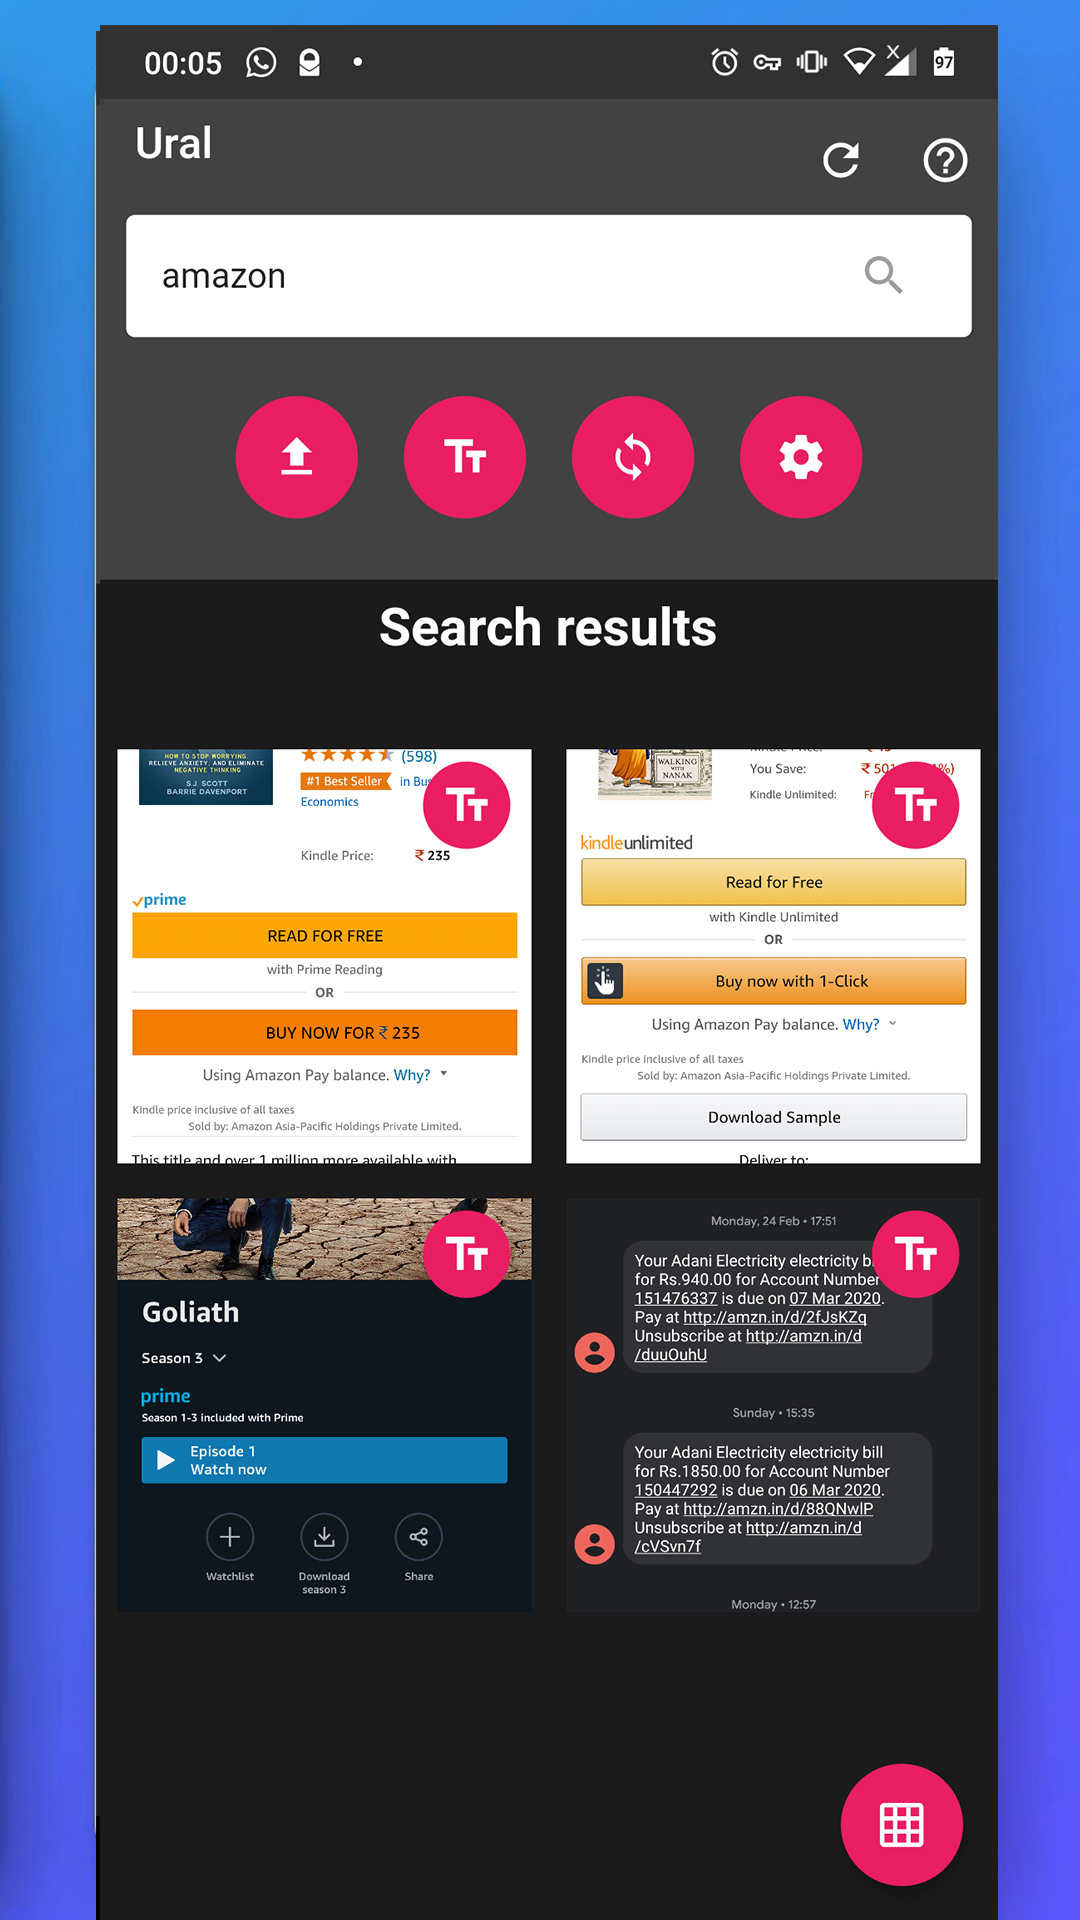 00:05
97
Ural
amazon
Search results
HOW TO STOP WORRYING,
RELIEVE ANXIETY, AND ELIMINATE
NEGATIVE THINKING
S.J. SCOTT
BARRIE DAVENPORT
(598)
#1 Best Seller in Bus
Economics
Kindle Price: ₹ 235
prime
READ FOR FREE
with Prime Reading
OR
BUY NOW FOR ₹ 235
Using Amazon Pay balance. Why?
Kindle price inclusive of all taxes
Sold by: Amazon Asia-Pacific Holdings Private Limited.
This title and over 1 million more available with
WALKING
WITH
NANAK
Kindle Price:
You Save: ₹ 501 %)
Kindle Unlimited:
kindleunlimited
Read for Free
with Kindle Unlimited
OR
Buy now with 1-Click
Using Amazon Pay balance. Why?
Kindle price inclusive of all taxes
Sold by: Amazon Asia-Pacific Holdings Private Limited.
Download Sample
Deliver to:
Goliath
Season 3
prime
Season 1-3 included with Prime
Episode 1
Watch now
Watchlist
Download
season 3
Share
Monday, 24 Feb • 17:51
Your Adani Electricity electricity b
for Rs.940.00 for Account Number
151476337 is due on 07 Mar 2020.
Pay at http://amzn.in/d/2fJsKZq
Unsubscribe at http://amzn.in/d
/duuOuhU
Sunday • 15:35
Your Adani Electricity electricity bill
for Rs.1850.00 for Account Number
150447292 is due on 06 Mar 2020.
Pay at http://amzn.in/d/88QNwlP
Unsubscribe at http://amzn.in/d
/cVSvn7f
Monday • 12:57